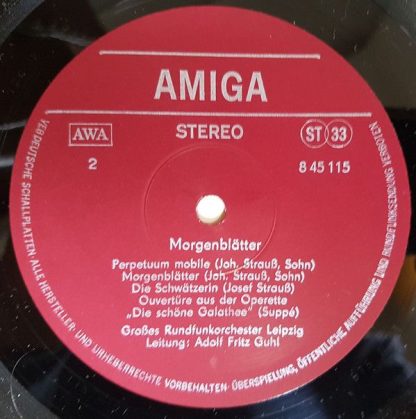 AMIGA
AWA
STEREO
ST 33
2
8 45 115
Morgenblätter
Perpetuum mobile (Joh. Strauß, Sohn)
Morgenblätter (Joh. Strauß, Sohn)
Die Schwätzerin (Josef Strauß)
Ouvertüre aus der Operette
„Die schöne Galathee“ (Suppé)
Großes Rundfunkorchester Leipzig
Leitung: Adolf Fritz Guhl
VEB DEUTSCHE SCHALLPLATTEN · ALLE HERSTELLER- UND URHEBERRECHTE VORBEHALTEN · ÜBERSPIELUNG, ÖFFENTLICHE AUFFÜHRUNG UND RUNDFUNKSENDUNG VERBOTEN